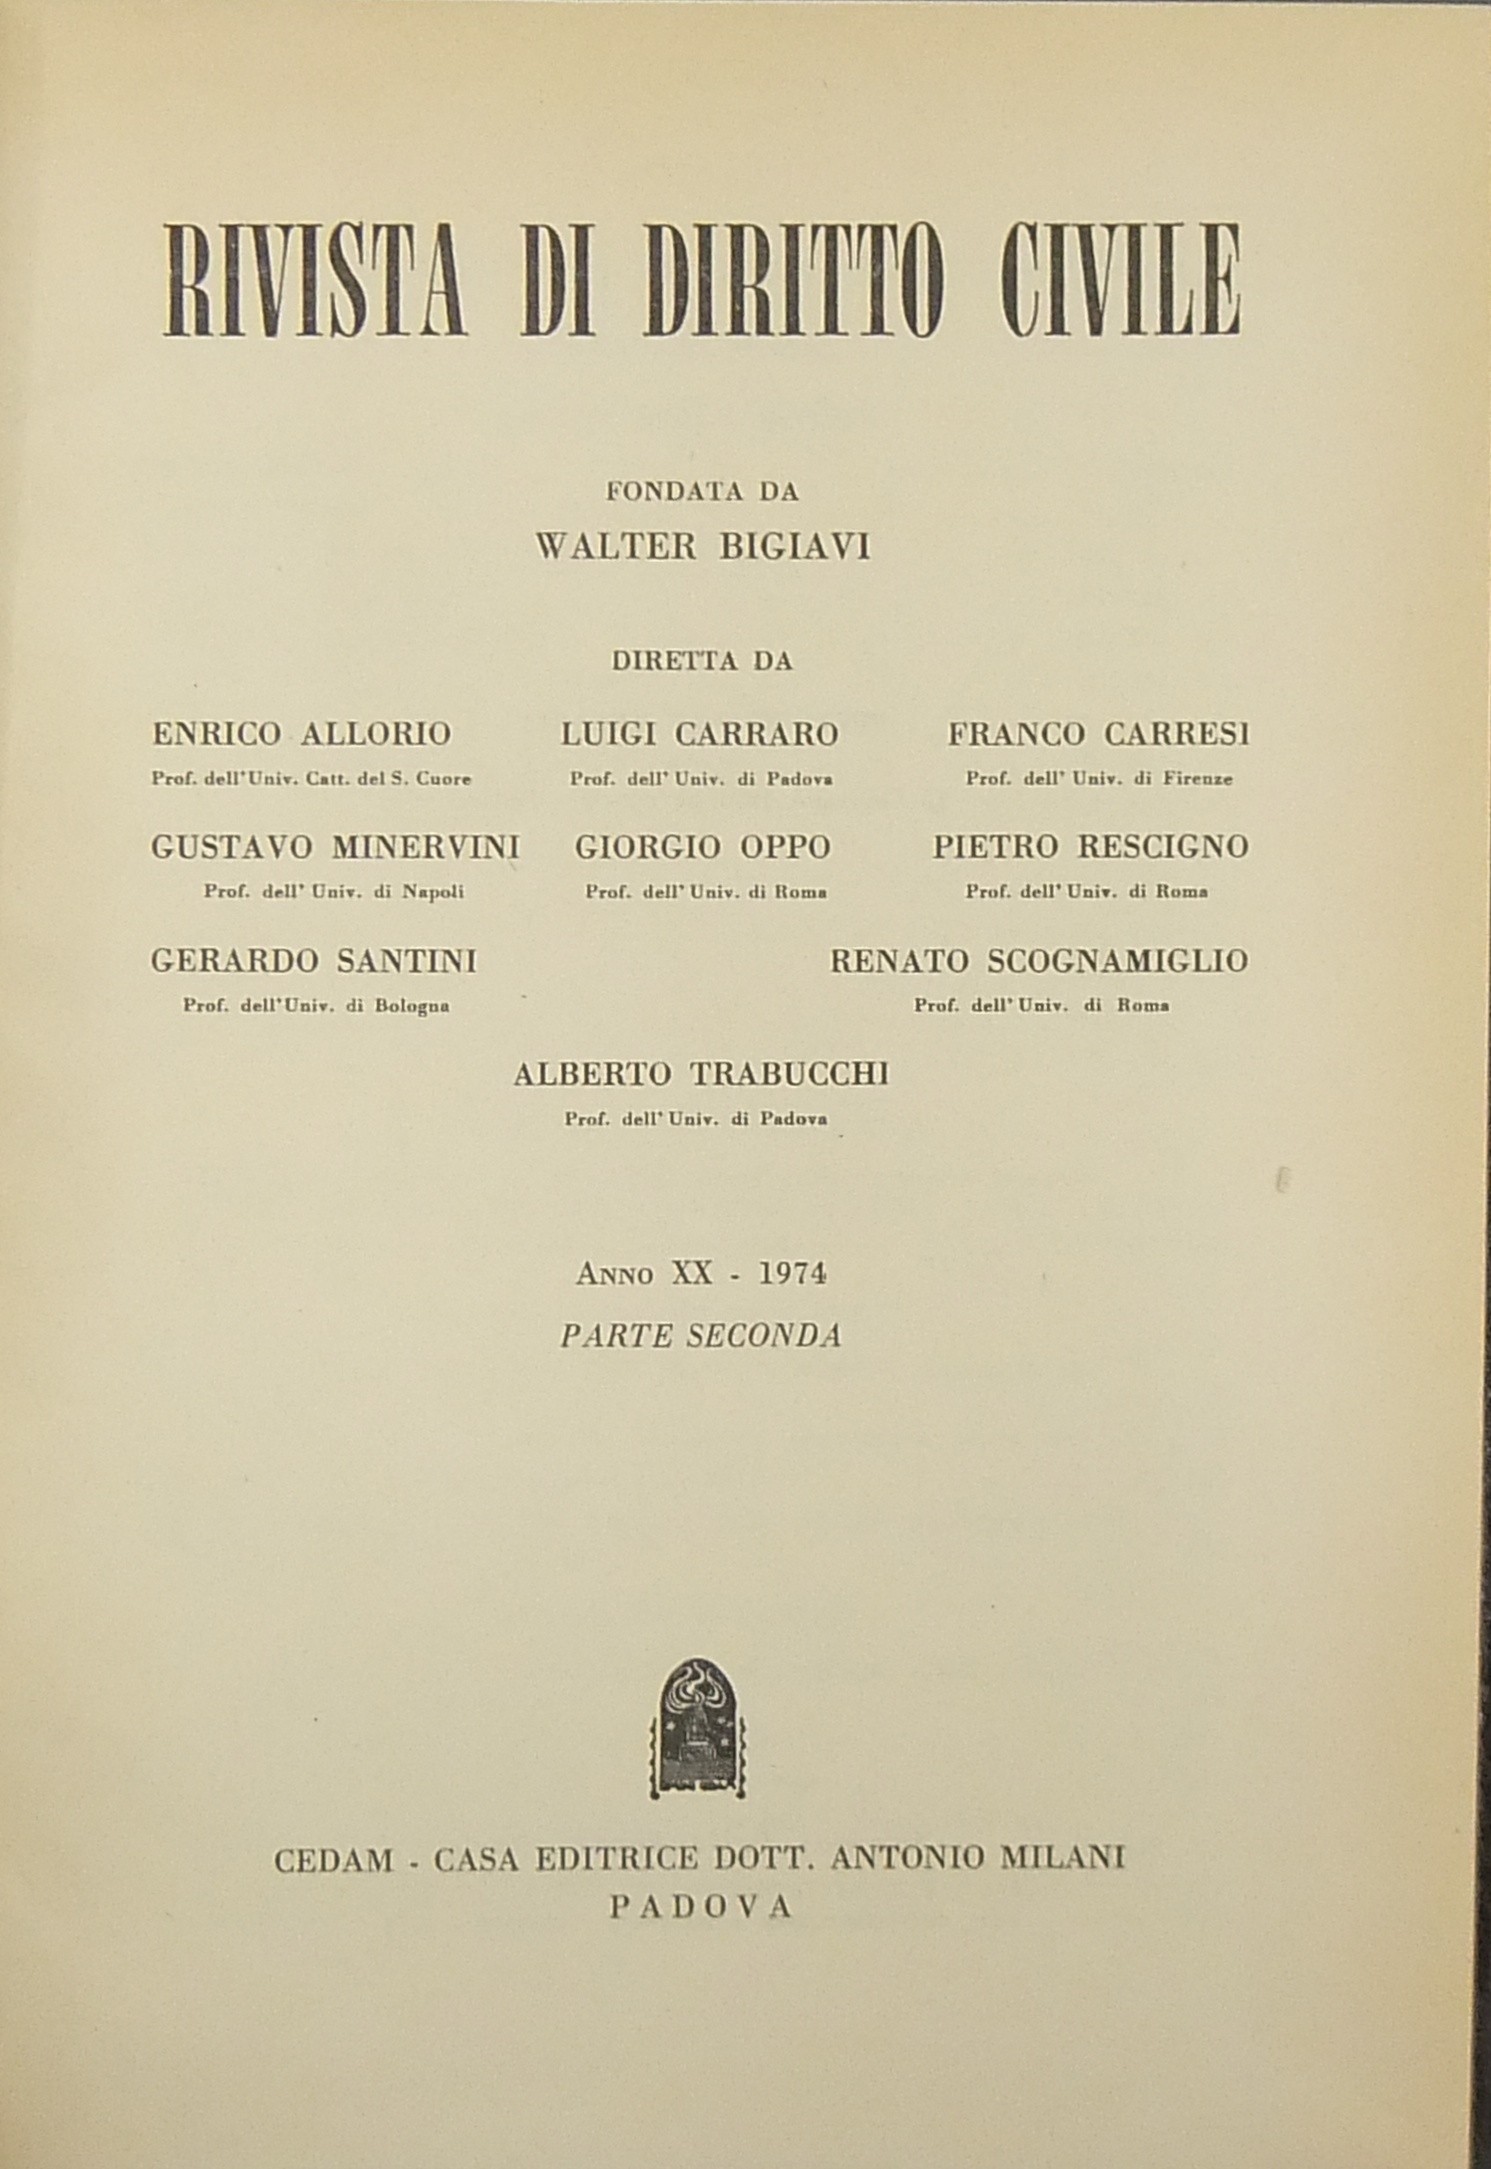 RIVISTA DI DIRITTO CIVILE
FONDATA DA
WALTER BIGIAVI
DIRETTA DA
ENRICO ALLORIO LUIGI CARRARO FRANCO CARRESI
Prof. dell'Univ. Catt. del S. Cuore Prof. dell' Univ. di Padova Prof. dell' Univ. di Firenze
GUSTAVO MINERVINI GIORGIO OPPO PIETRO RESCIGNO
Prof. dell' Univ. di Napoli Prof. dell' Univ. di Roma Prof. dell' Univ. di Roma
GERARDO SANTINI RENATO SCOGNAMIGLIO
Prof. dell'Univ. di Bologna Prof. dell' Univ. di Roma
ALBERTO TRABUCCHI
Prof. dell' Univ. di Padova
ANNO XX - 1974
PARTE SECONDA
CEDAM - CASA EDITRICE DOTT. ANTONIO MILANI
PADOVA